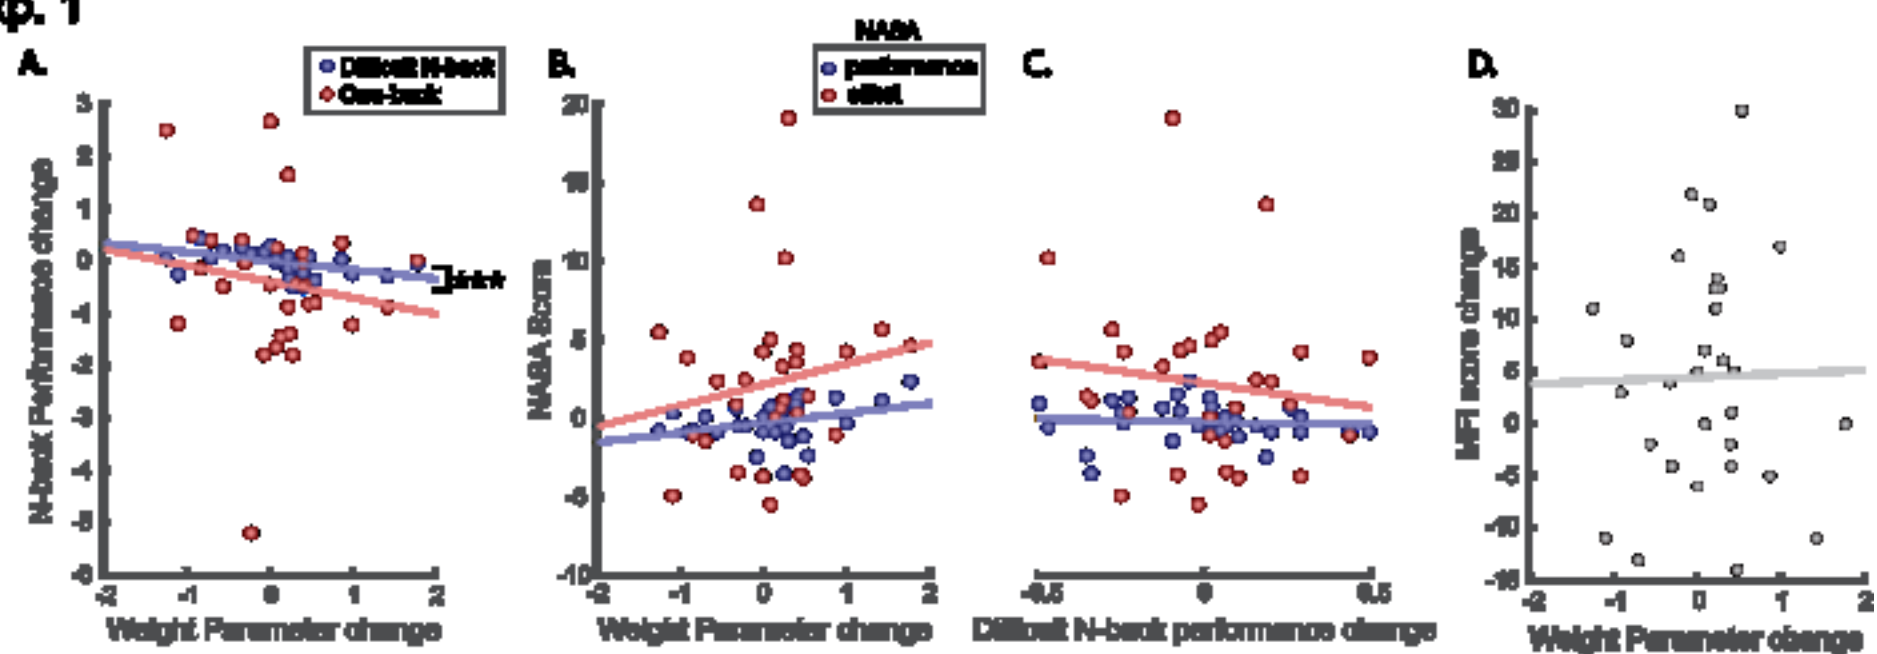 xp. 1
A.
Difficult N-back
One-back
3
2
1
0
-1
-2
-3
-4
-5
-6
N-back Performance change
-2 -1 0 1 2
Weight Parameter change
B.
NASA
performance
effort
20
15
10
5
0
-5
-10
NASA Score
-2 -1 0 1 2
Weight Parameter change
C.
-0.5 0 0.5
Difficult N-back performance change
D.
30
25
20
15
10
5
0
-5
-10
-15
MFI score change
-2 -1 0 1 2
Weight Parameter change